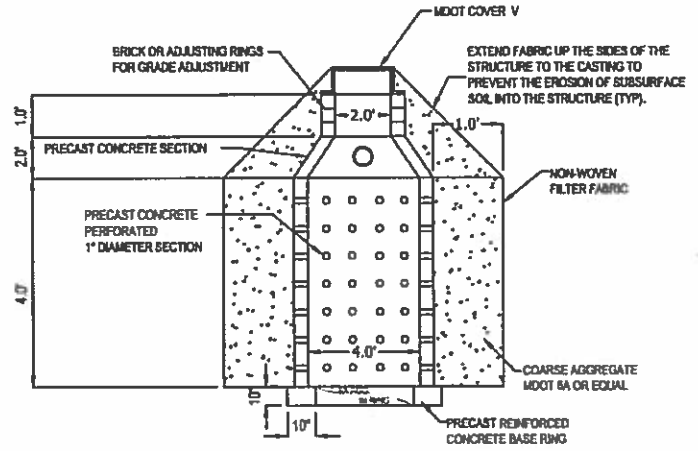 MDOT COVER V
BRICK OR ADJUSTING RINGS
FOR GRADE ADJUSTMENT
EXTEND FABRIC UP THE SIDES OF THE
STRUCTURE TO THE CASTING TO
PREVENT THE EROSION OF SUBSURFACE
SOIL INTO THE STRUCTURE (TYP).
1.0'
2.0'
1.0'
PRECAST CONCRETE SECTION
2.0'
NON-WOVEN
FILTER FABRIC
PRECAST CONCRETE
PERFORATED
1" DIAMETER SECTION
4.0'
4.0'
COARSE AGGREGATE
MDOT 6A OR EQUAL
10"
10"
PRECAST REINFORCED
CONCRETE BASE RING